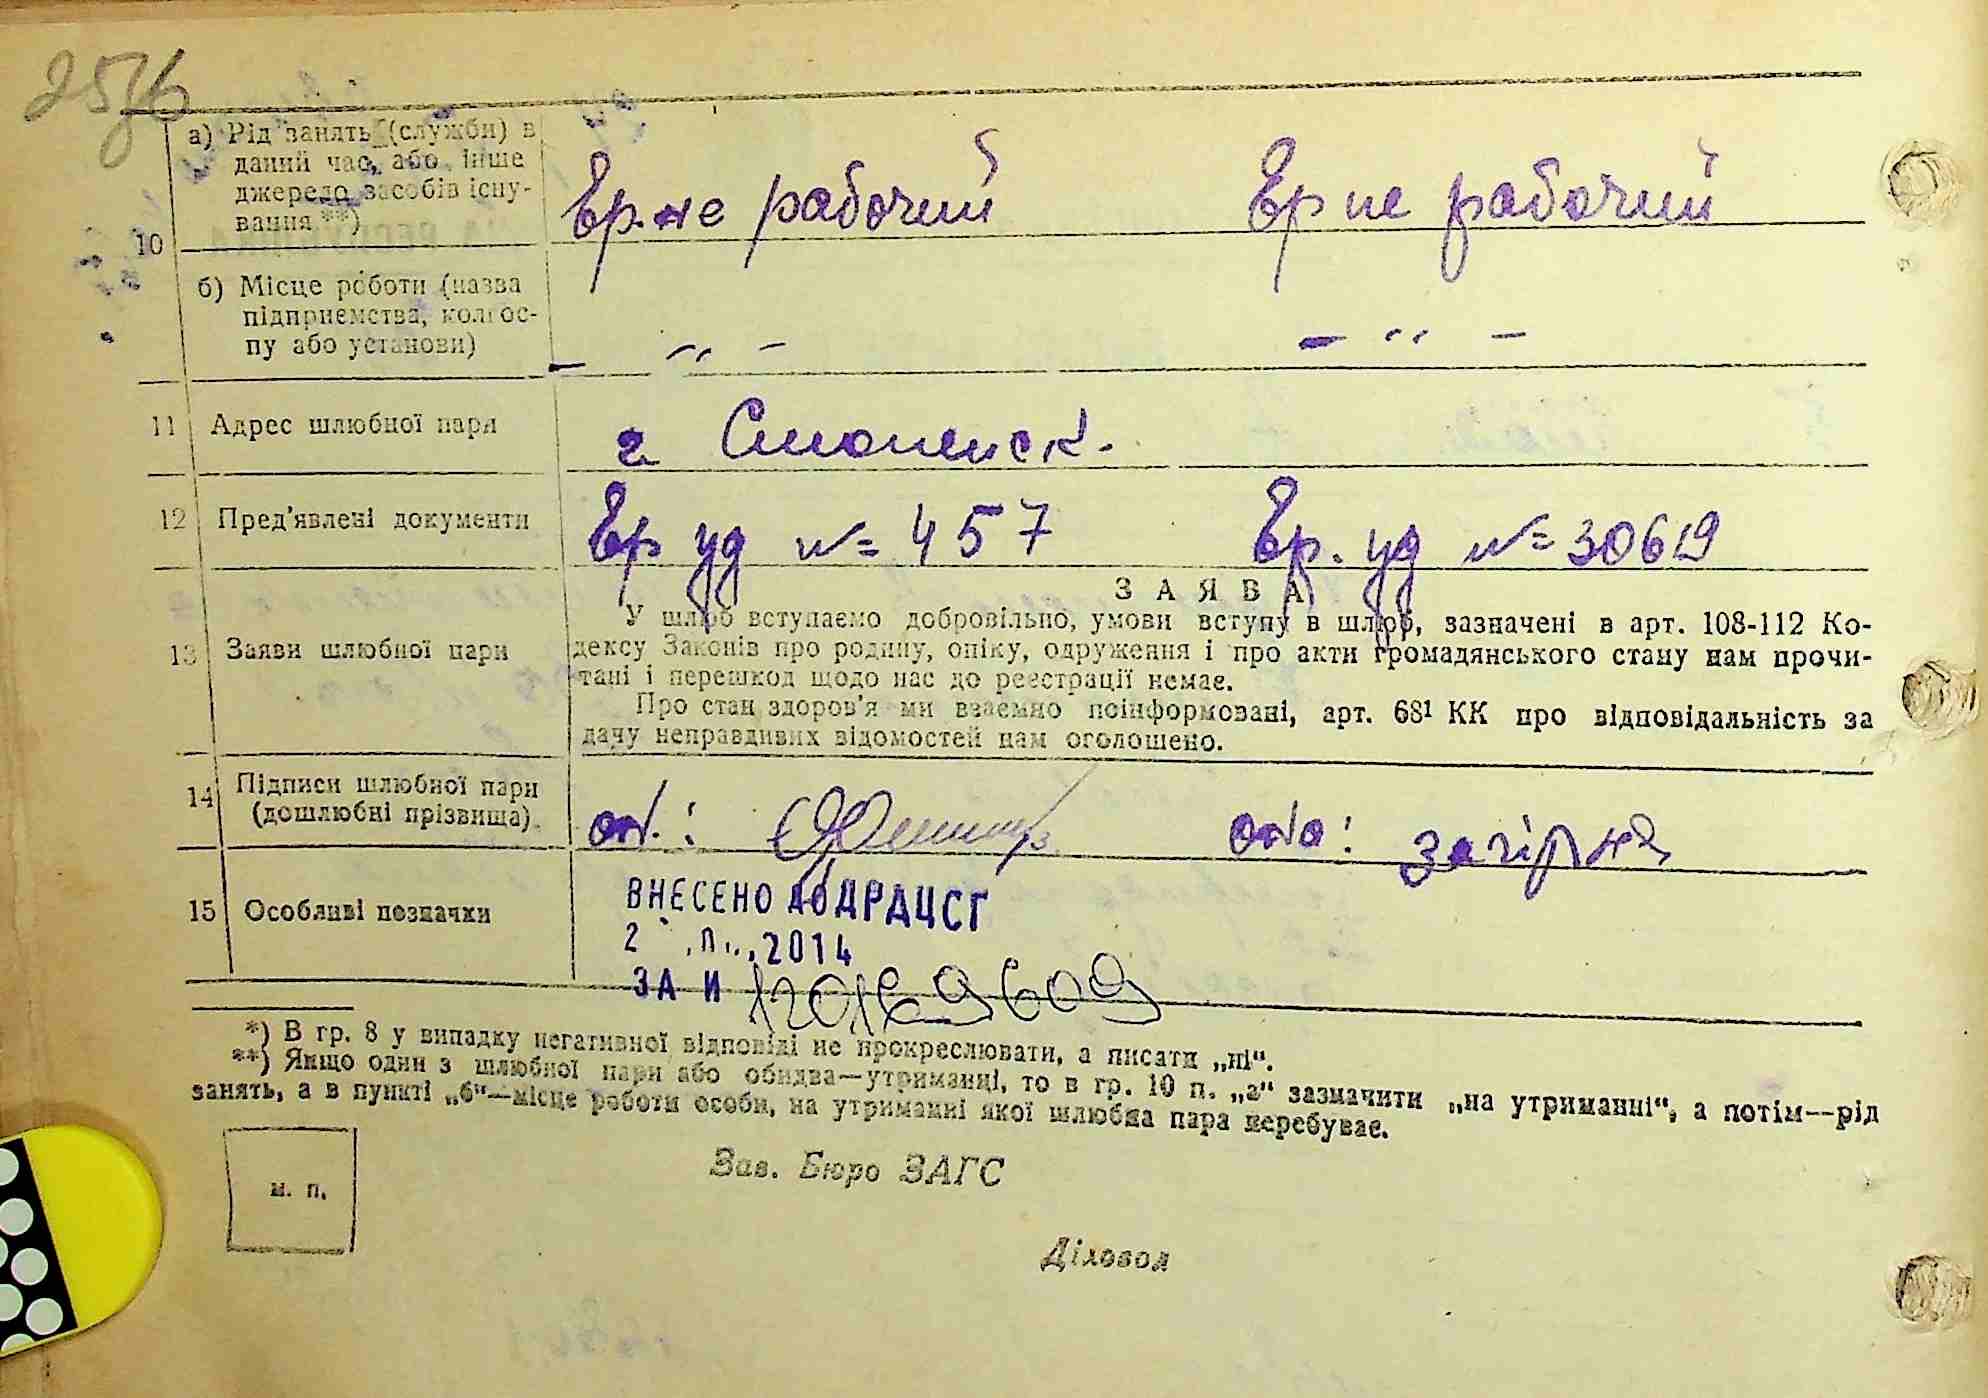 а) Рід занять (служби) в
даний час, або інше
джерело засобів існу-
вання **)
Ер. не рабочий Ер не рабочий
10
б) Місце роботи (назва
підприємства, колгос-
пу або установи)
– " – – " –
11 Адрес шлюбної пари г Смоленск.
12 Пред'явлені документи Ер уд № 457 Ер. уд № 30619
ЗАЯВА
13 Заяви шлюбної пари
У шлюб вступаємо добровільно, умови вступу в шлюб, зазначені в арт. 108-112 Ко-
дексу Законів про родину, опіку, одруження і про акти громадянського стану нам прочи-
тані і перешкод щодо нас до реєстрації немає.
Про стан здоров'я ми взаємно поінформовані, арт. 68¹ КК про відповідальність за
дачу неправдивих відомостей нам оголошено.
14 Підписи шлюбної пари
(дошлюбні прізвища).
он.: она: Загірня
15 Особливі позначки
ВНЕСЕНО ДО ДРАЦСГ
2 2014
ЗА И
*) В гр. 8 у випадку негативної відповіді не прокреслювати, а писати „ні".
**) Якщо один з шлюбної пари або обидва—утриманці, то в гр. 10 п. „а" зазначити „на утриманні", а потім—рід
занять, а в пункті „б"—місце роботи особи, на утриманні якої шлюбна пара перебуває.
м. п.
Зав. Бюро ЗАГС
Діловод